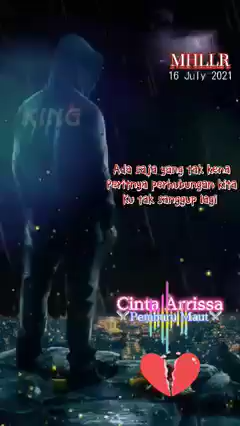 MHLLR
16 July 2021
KING
Ada saja yang tak kena
Peritnya perhubungan kita
Ku tak sanggup lagi
Cinta Arrissa
Pemburu Maut